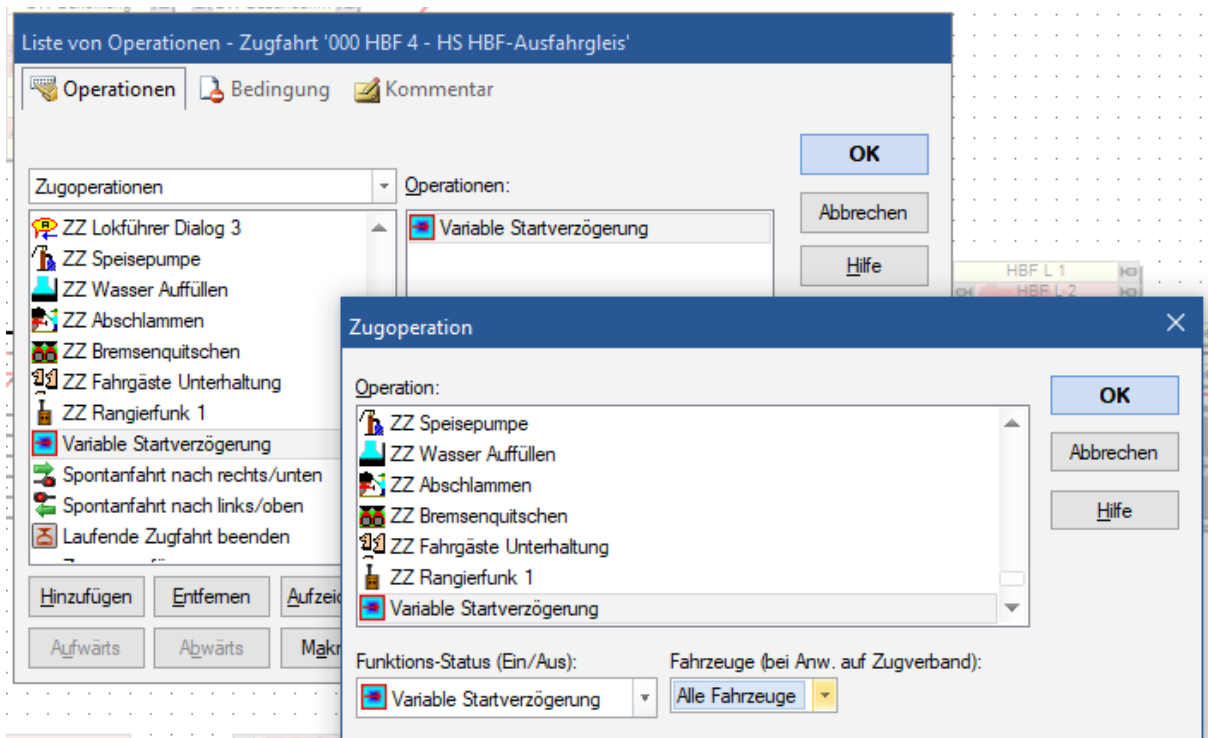 Liste von Operationen - Zugfahrt '000 HBF 4 - HS HBF-Ausfahrgleis'
Operationen Bedingung Kommentar
OK
Zugoperationen
Operationen:
Abbrechen
Hilfe
ZZ Lokführer Dialog 3
ZZ Speisepumpe
ZZ Wasser Auffüllen
ZZ Abschlammen
ZZ Bremsenquitschen
ZZ Fahrgäste Unterhaltung
ZZ Rangierfunk 1
Variable Startverzögerung
Spontanfahrt nach rechts/unten
Spontanfahrt nach links/oben
Laufende Zugfahrt beenden
Variable Startverzögerung
Hinzufügen Entfernen Aufzei
Aufwärts Abwärts Makr
HBF L 1
HBF L-2
Zugoperation
Operation:
ZZ Speisepumpe
ZZ Wasser Auffüllen
ZZ Abschlammen
ZZ Bremsenquitschen
ZZ Fahrgäste Unterhaltung
ZZ Rangierfunk 1
Variable Startverzögerung
OK
Abbrechen
Hilfe
Funktions-Status (Ein/Aus): Fahrzeuge (bei Anw. auf Zugverband):
Variable Startverzögerung Alle Fahrzeuge